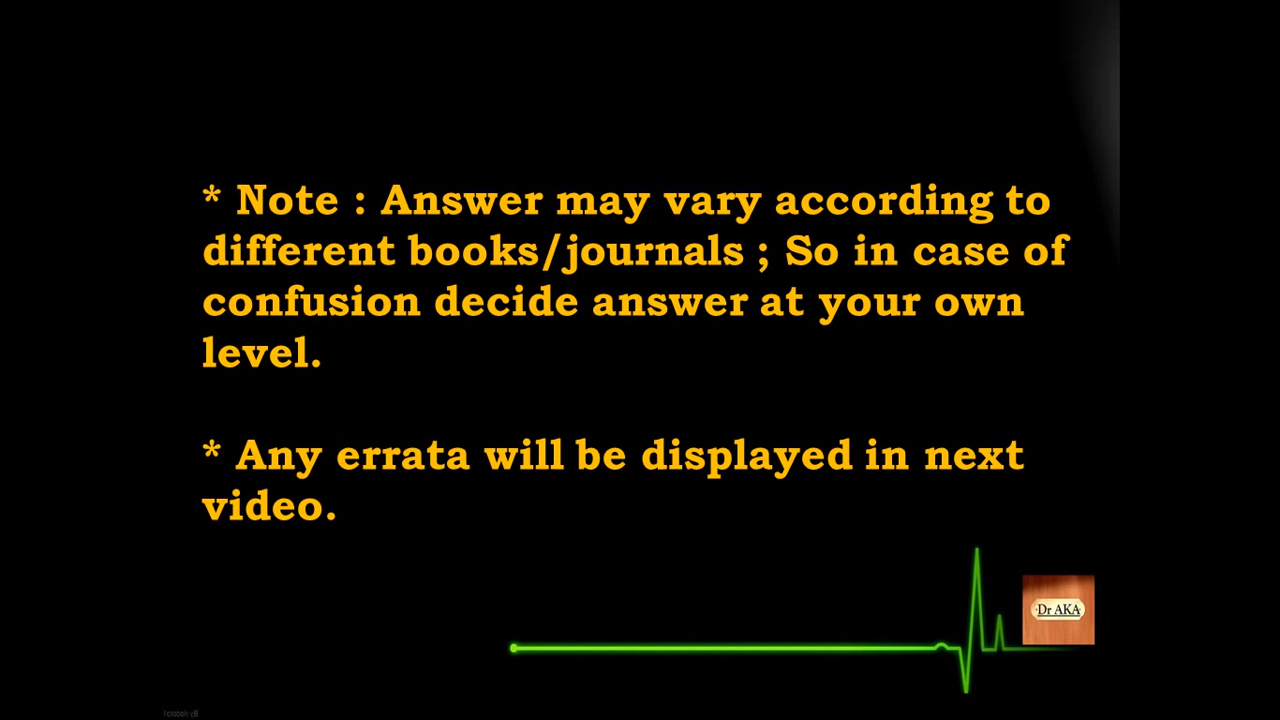 * Note : Answer may vary according to
different books/journals ; So in case of
confusion decide answer at your own
level.
* Any errata will be displayed in next
video.
Dr AKA